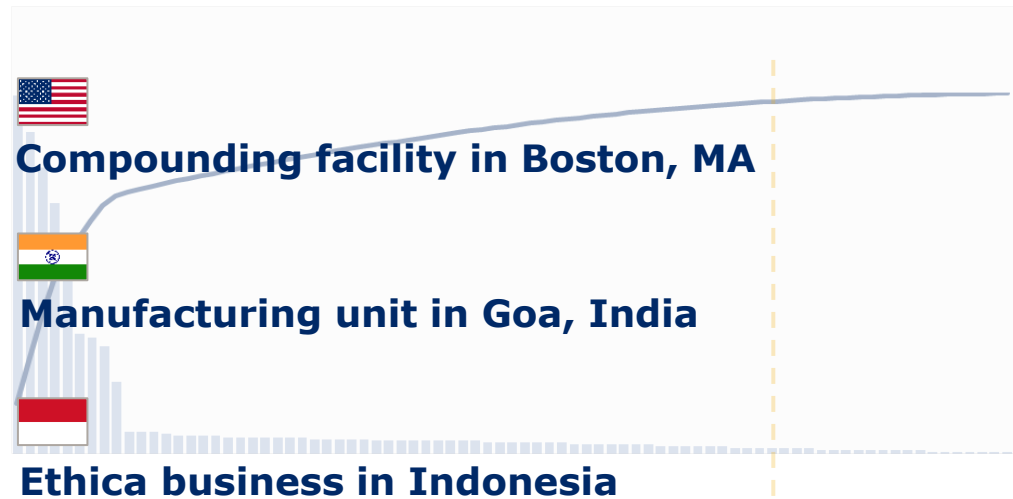 Compounding facility in Boston, MA
Manufacturing unit in Goa, India
Ethica business in Indonesia